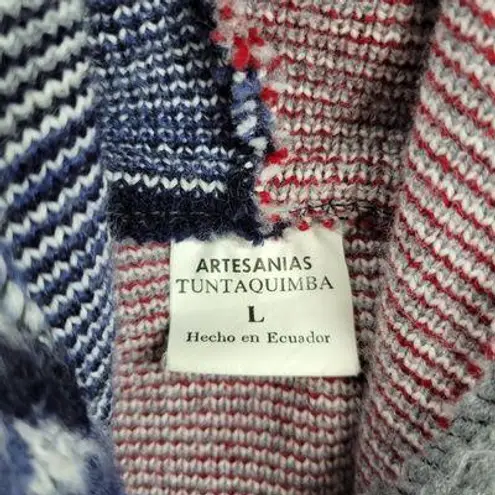 ARTESANIAS
TUNTAQUIMBA
L
Hecho en Ecuador